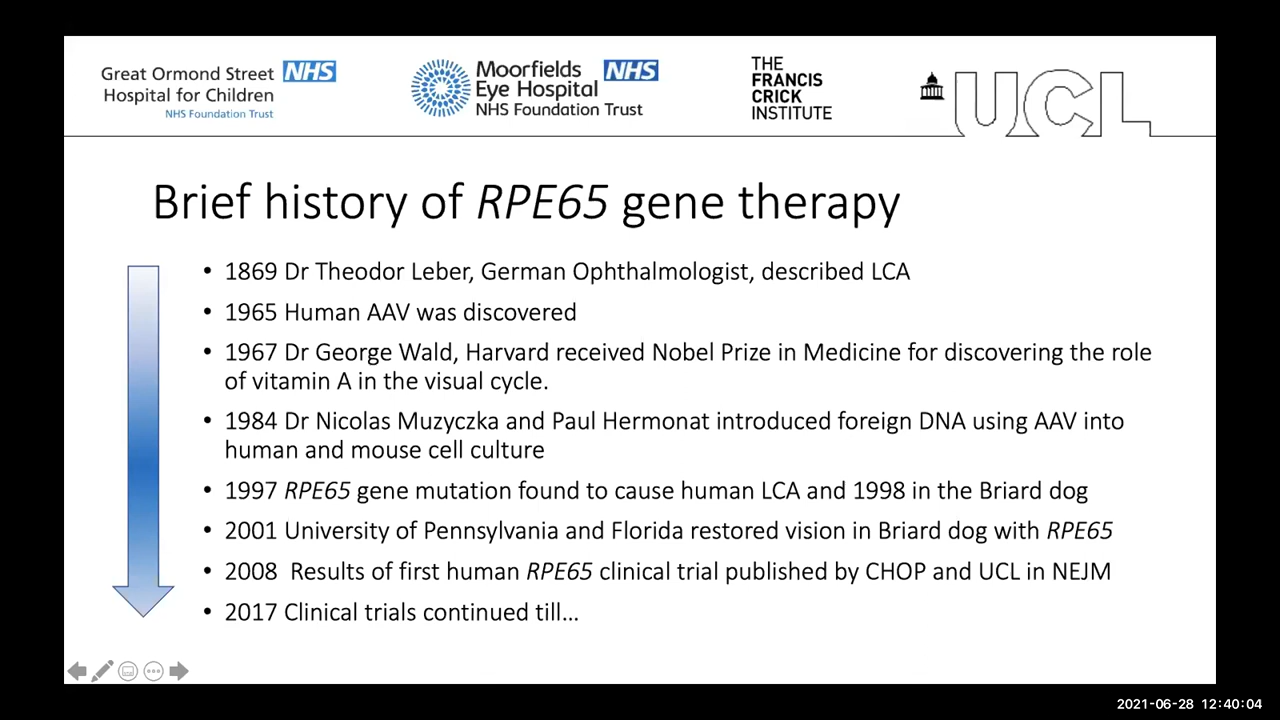 Great Ormond Street NHS
Hospital for Children
NHS Foundation Trust
Moorfields NHS
Eye Hospital
NHS Foundation Trust
THE
FRANCIS
CRICK
INSTITUTE
UCL
Brief history of RPE65 gene therapy
• 1869 Dr Theodor Leber, German Ophthalmologist, described LCA
• 1965 Human AAV was discovered
• 1967 Dr George Wald, Harvard received Nobel Prize in Medicine for discovering the role
of vitamin A in the visual cycle.
• 1984 Dr Nicolas Muzyczka and Paul Hermonat introduced foreign DNA using AAV into
human and mouse cell culture
• 1997 RPE65 gene mutation found to cause human LCA and 1998 in the Briard dog
• 2001 University of Pennsylvania and Florida restored vision in Briard dog with RPE65
• 2008  Results of first human RPE65 clinical trial published by CHOP and UCL in NEJM
• 2017 Clinical trials continued till…
2021-06-28 12:40:04